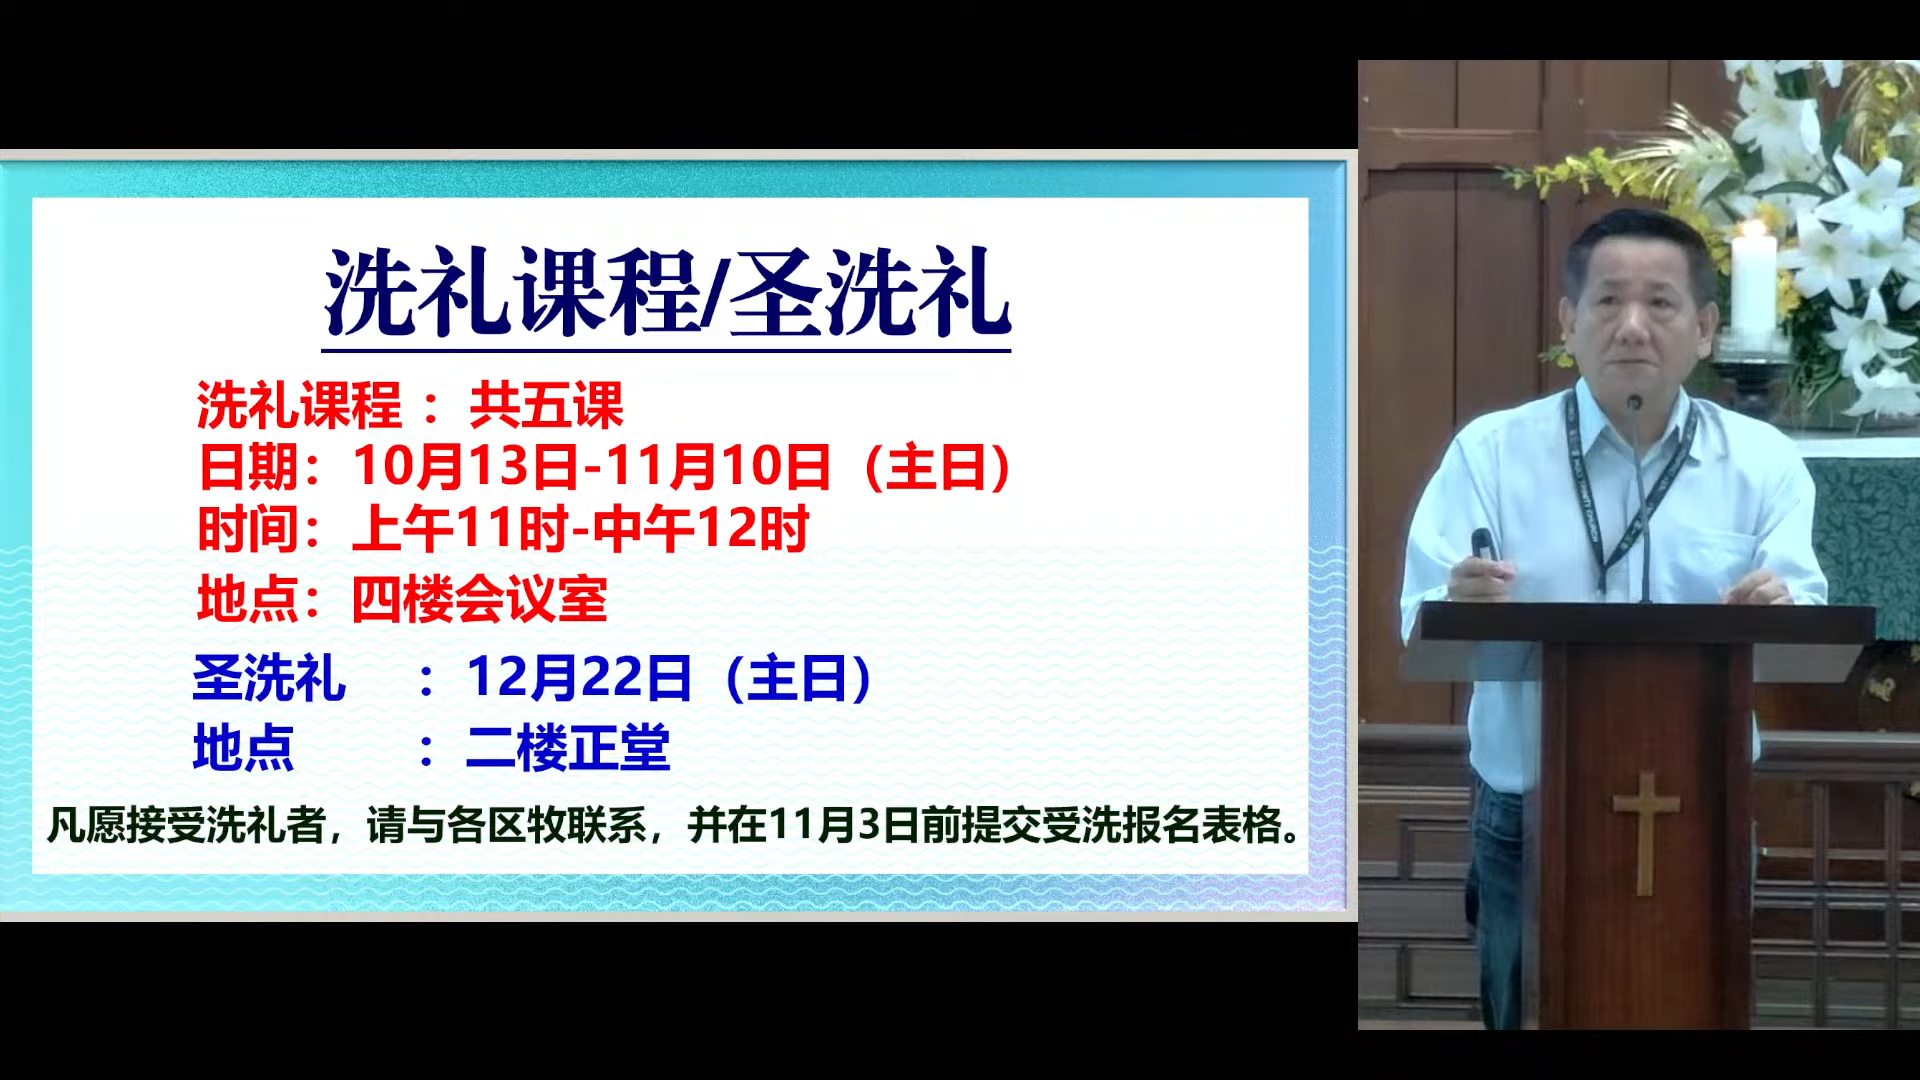 洗礼课程/圣洗礼
洗礼课程： 共五课
日期：10月13日-11月10日（主日）
时间：上午11时-中午12时
地点：四楼会议室
圣洗礼 ：12月22日（主日）
地点 ：二楼正堂
凡愿接受洗礼者，请与各区牧联系，并在11月3日前提交受洗报名表格。